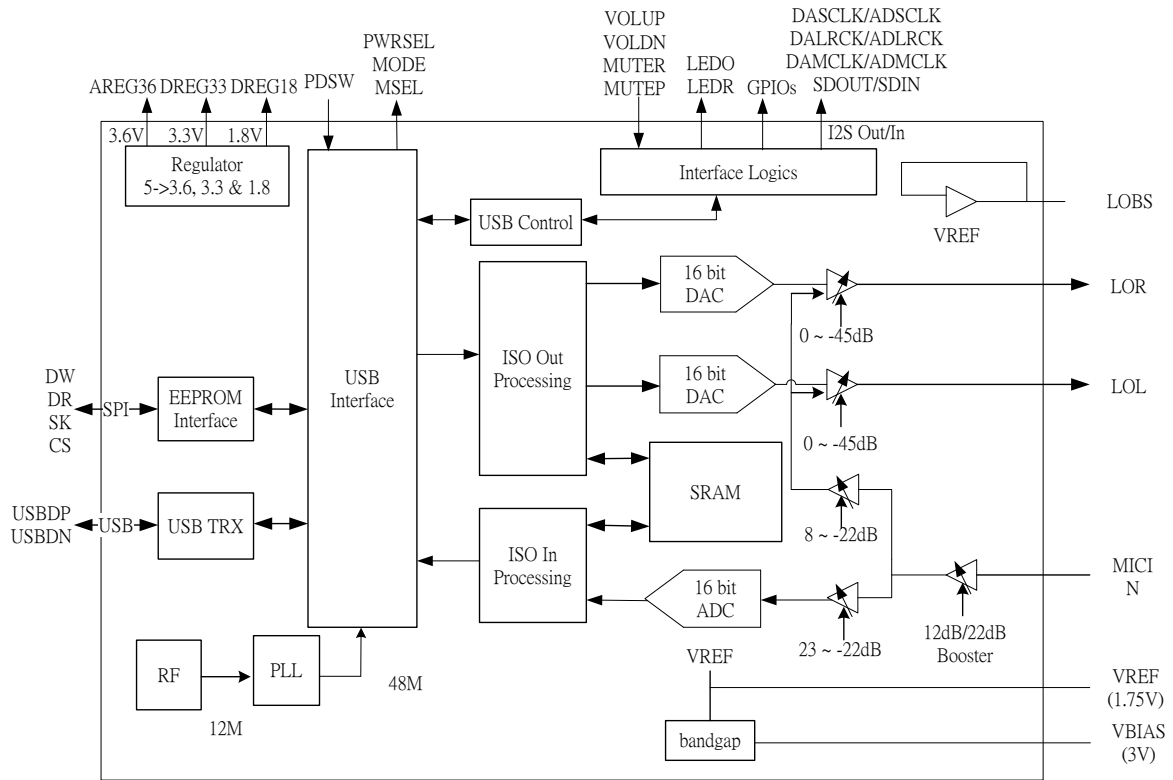 VOLUP
VOLDN
MUTER
MUTEP
DASCLK/ADSCLK
DALRCK/ADLRCK
DAMCLK/ADMCLK
SDOUT/SDIN
PWRSEL
MODE
MSEL
LEDO
LEDR
GPIOs
AREG36 DREG33 DREG18
PDSW
3.6V
3.3V
1.8V
I2S Out/In
Regulator
5->3.6, 3.3 & 1.8
Interface Logics
USB Control
VREF
LOBS
16 bit
DAC
LOR
0 ~ -45dB
ISO Out
Processing
USB
Interface
16 bit
DAC
LOL
0 ~ -45dB
DW
DR
SK
CS
SPI
EEPROM
Interface
SRAM
8 ~ -22dB
USBDP
USBDN
USB
USB TRX
ISO In
Processing
16 bit
ADC
23 ~ -22dB
MICI
N
12dB/22dB
Booster
RF
PLL
12M
48M
VREF
VREF
(1.75V)
bandgap
VBIAS
(3V)